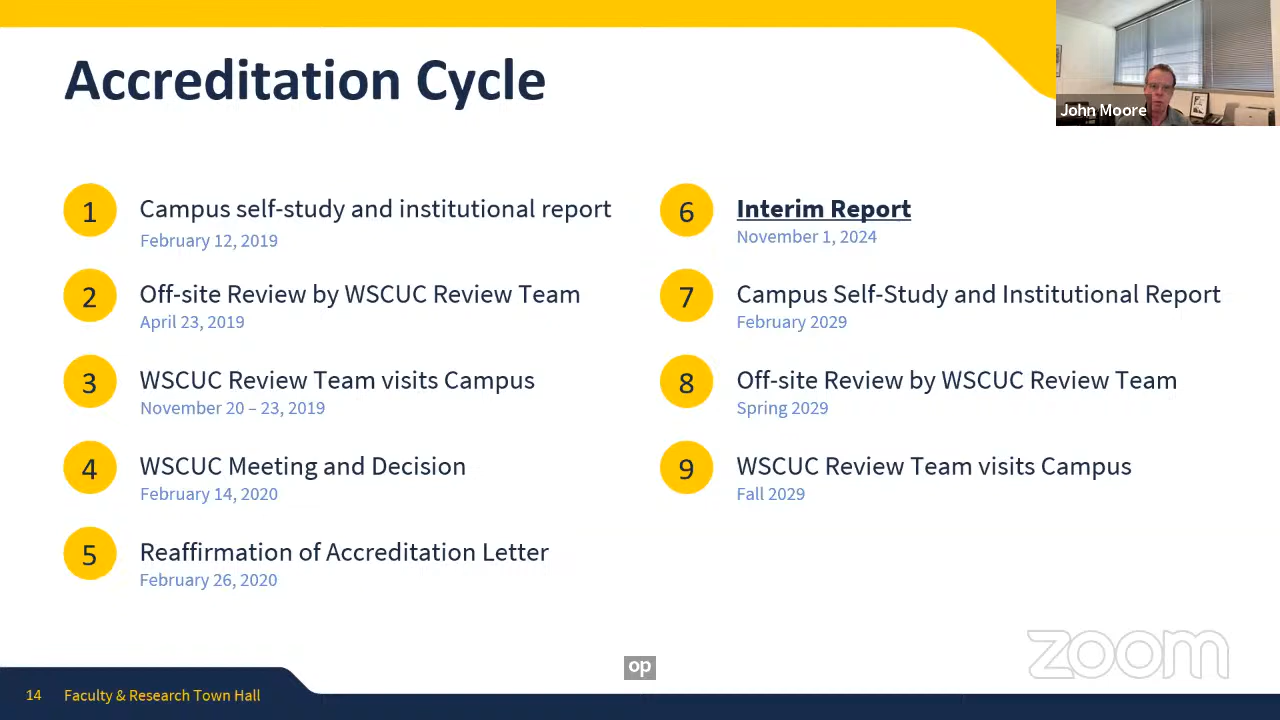 Accreditation Cycle
John Moore
1
Campus self-study and institutional report
February 12, 2019
2
Off-site Review by WSCUC Review Team
April 23, 2019
3
WSCUC Review Team visits Campus
November 20 – 23, 2019
4
WSCUC Meeting and Decision
February 14, 2020
5
Reaffirmation of Accreditation Letter
February 26, 2020
6
Interim Report
November 1, 2024
7
Campus Self-Study and Institutional Report
February 2029
8
Off-site Review by WSCUC Review Team
Spring 2029
9
WSCUC Review Team visits Campus
Fall 2029
op
zoom
14 Faculty & Research Town Hall